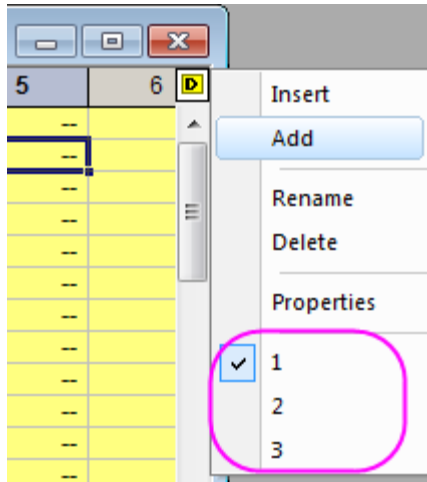 5 6 D
Insert
--
Add
--
--
Rename
--
--
Delete
--
--
Properties
--
--
1
--
2
--
3
--